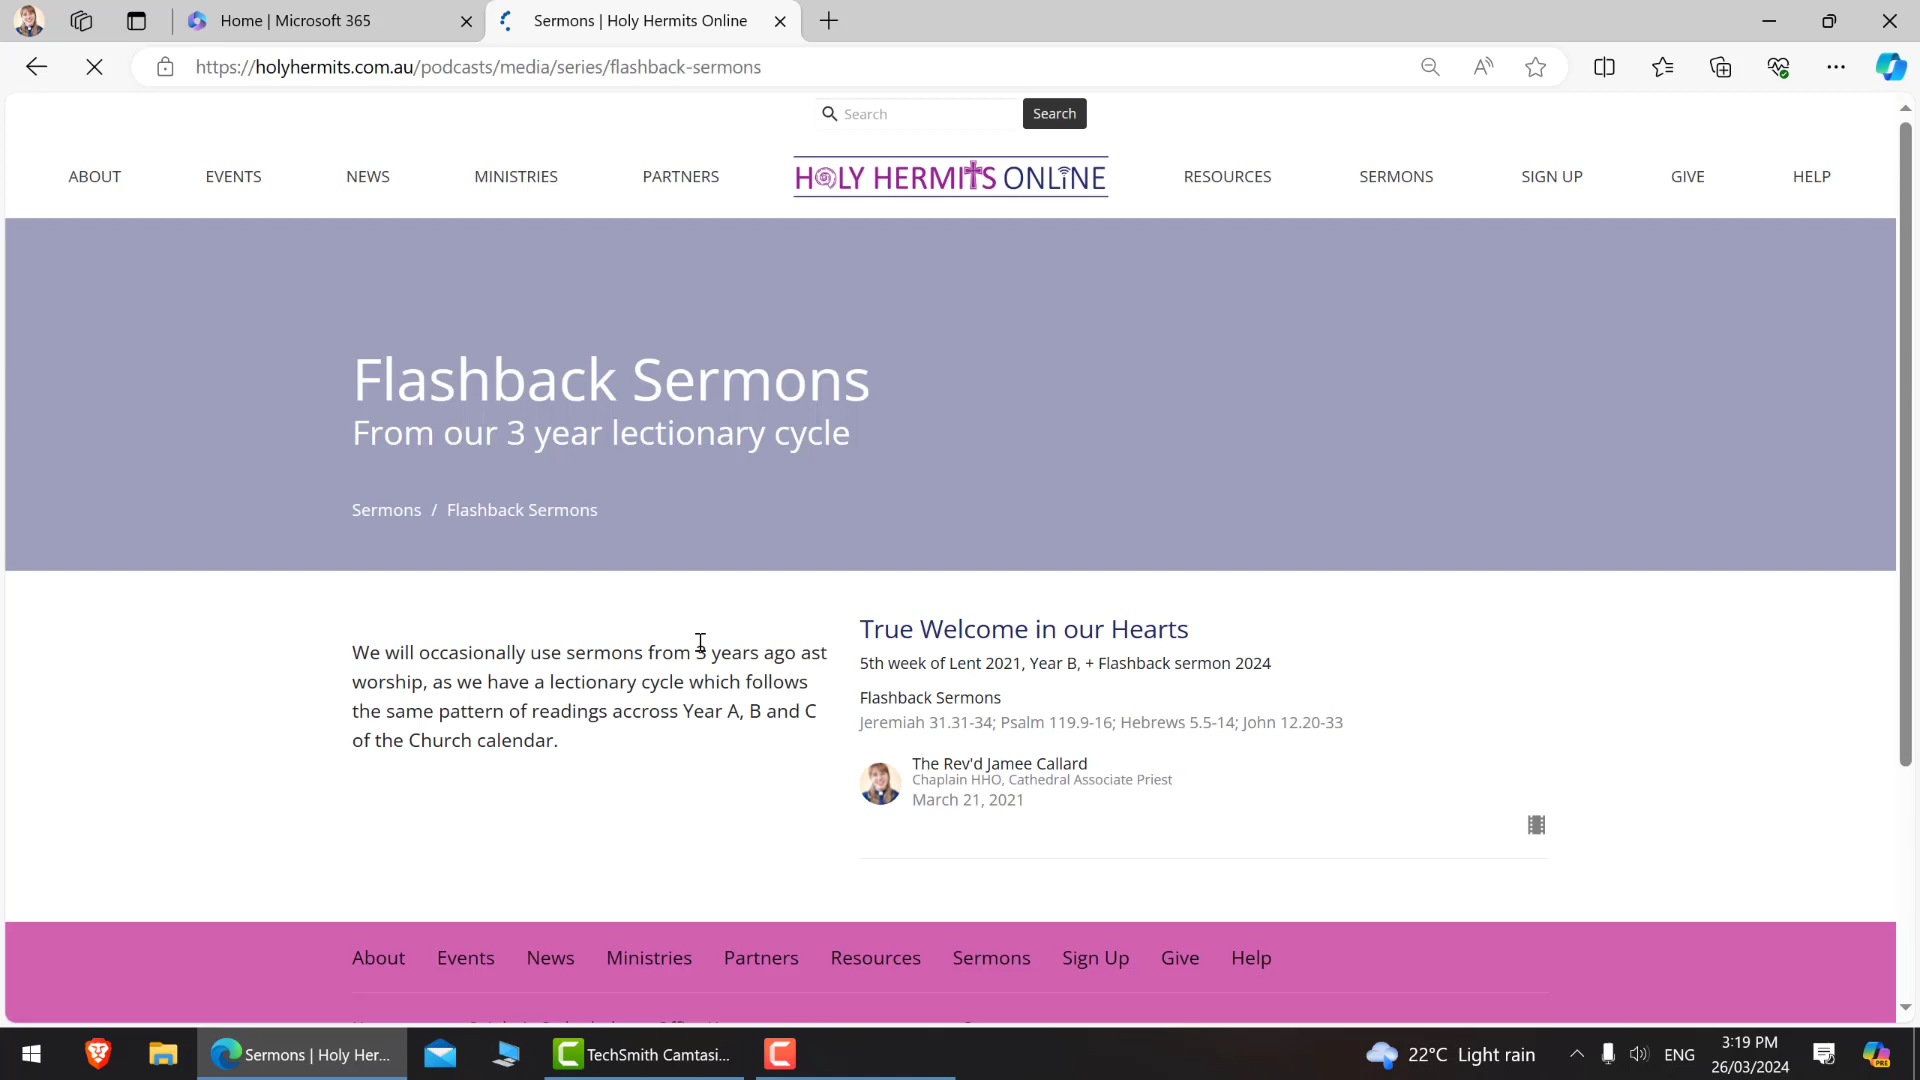 Home | Microsoft 365
Sermons | Holy Hermits Online
https://holyhermits.com.au/podcasts/media/series/flashback-sermons
Search
Search
ABOUT
EVENTS
NEWS
MINISTRIES
PARTNERS
HOLY HERMITS ONLINE
RESOURCES
SERMONS
SIGN UP
GIVE
HELP
Flashback Sermons
From our 3 year lectionary cycle
Sermons / Flashback Sermons
We will occasionally use sermons from 3 years ago ast
worship, as we have a lectionary cycle which follows
the same pattern of readings accross Year A, B and C
of the Church calendar.
True Welcome in our Hearts
5th week of Lent 2021, Year B, + Flashback sermon 2024
Flashback Sermons
Jeremiah 31.31-34; Psalm 119.9-16; Hebrews 5.5-14; John 12.20-33
The Rev'd Jamee Callard
Chaplain HHO, Cathedral Associate Priest
March 21, 2021
About
Events
News
Ministries
Partners
Resources
Sermons
Sign Up
Give
Help
Sermons | Holy Her...
TechSmith Camtasi...
22°C Light rain
ENG
3:19 PM
26/03/2024